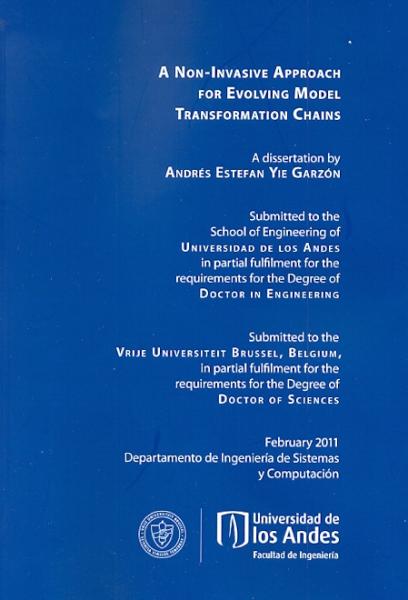 A NON-INVASIVE APPROACH
FOR EVOLVING MODEL
TRANSFORMATION CHAINS
A dissertation by
ANDRÉS ESTEFAN YIE GARZÓN
Submitted to the
School of Engineering of
UNIVERSIDAD DE LOS ANDES
in partial fulfilment for the
requirements for the Degree of
DOCTOR IN ENGINEERING
Submitted to the
VRIJE UNIVERSITEIT BRUSSEL, BELGIUM,
in partial fulfilment for the
requirements for the Degree of
DOCTOR OF SCIENCES
February 2011
Departamento de Ingeniería de Sistemas
y Computación
Universidad de
los Andes
Facultad de Ingeniería